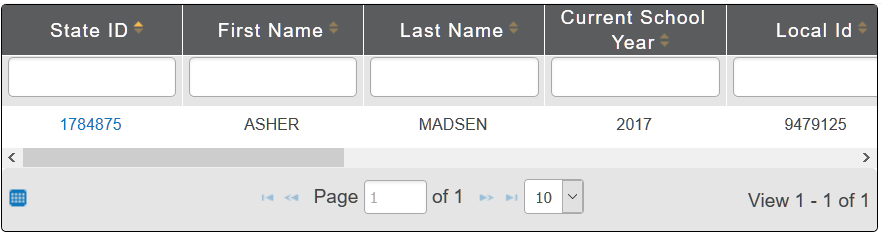 State ID First Name Last Name Current School Year Local Id
1784875 ASHER MADSEN 2017 9479125
Page 1 of 1 10 View 1 - 1 of 1